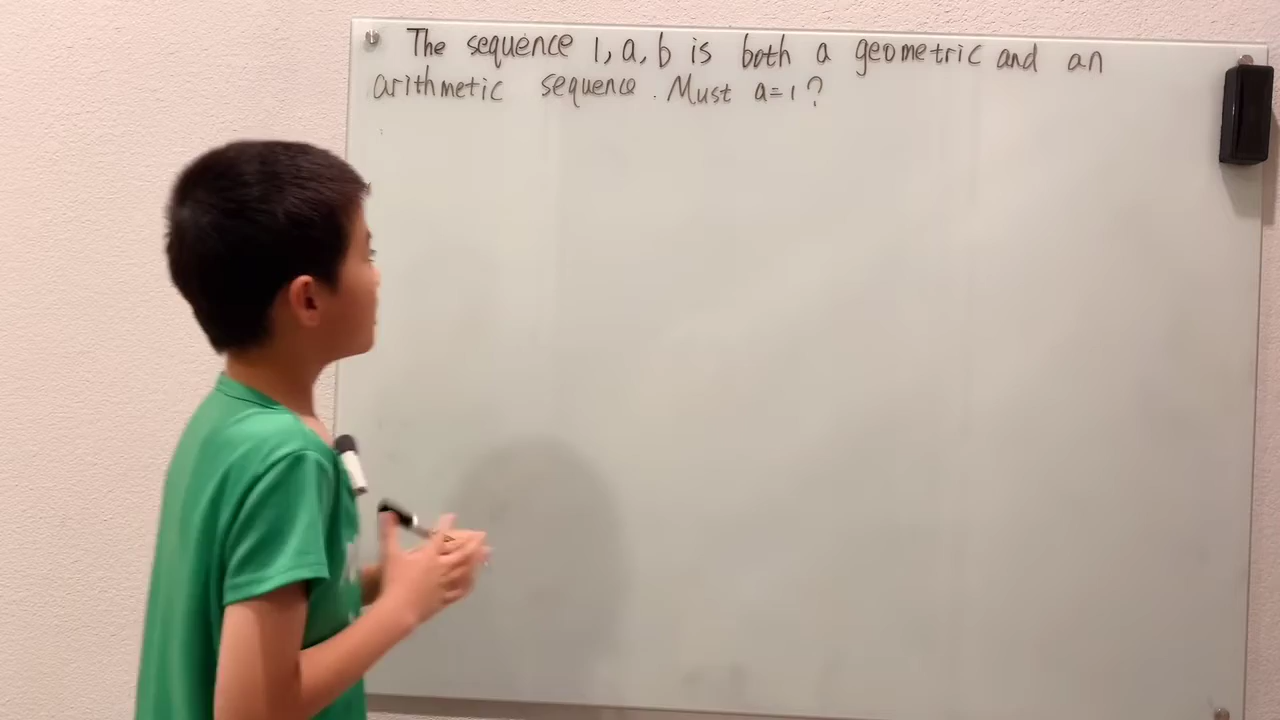 The sequence 1, a, b is both a geometric and an
arithmetic sequence. Must a=1?